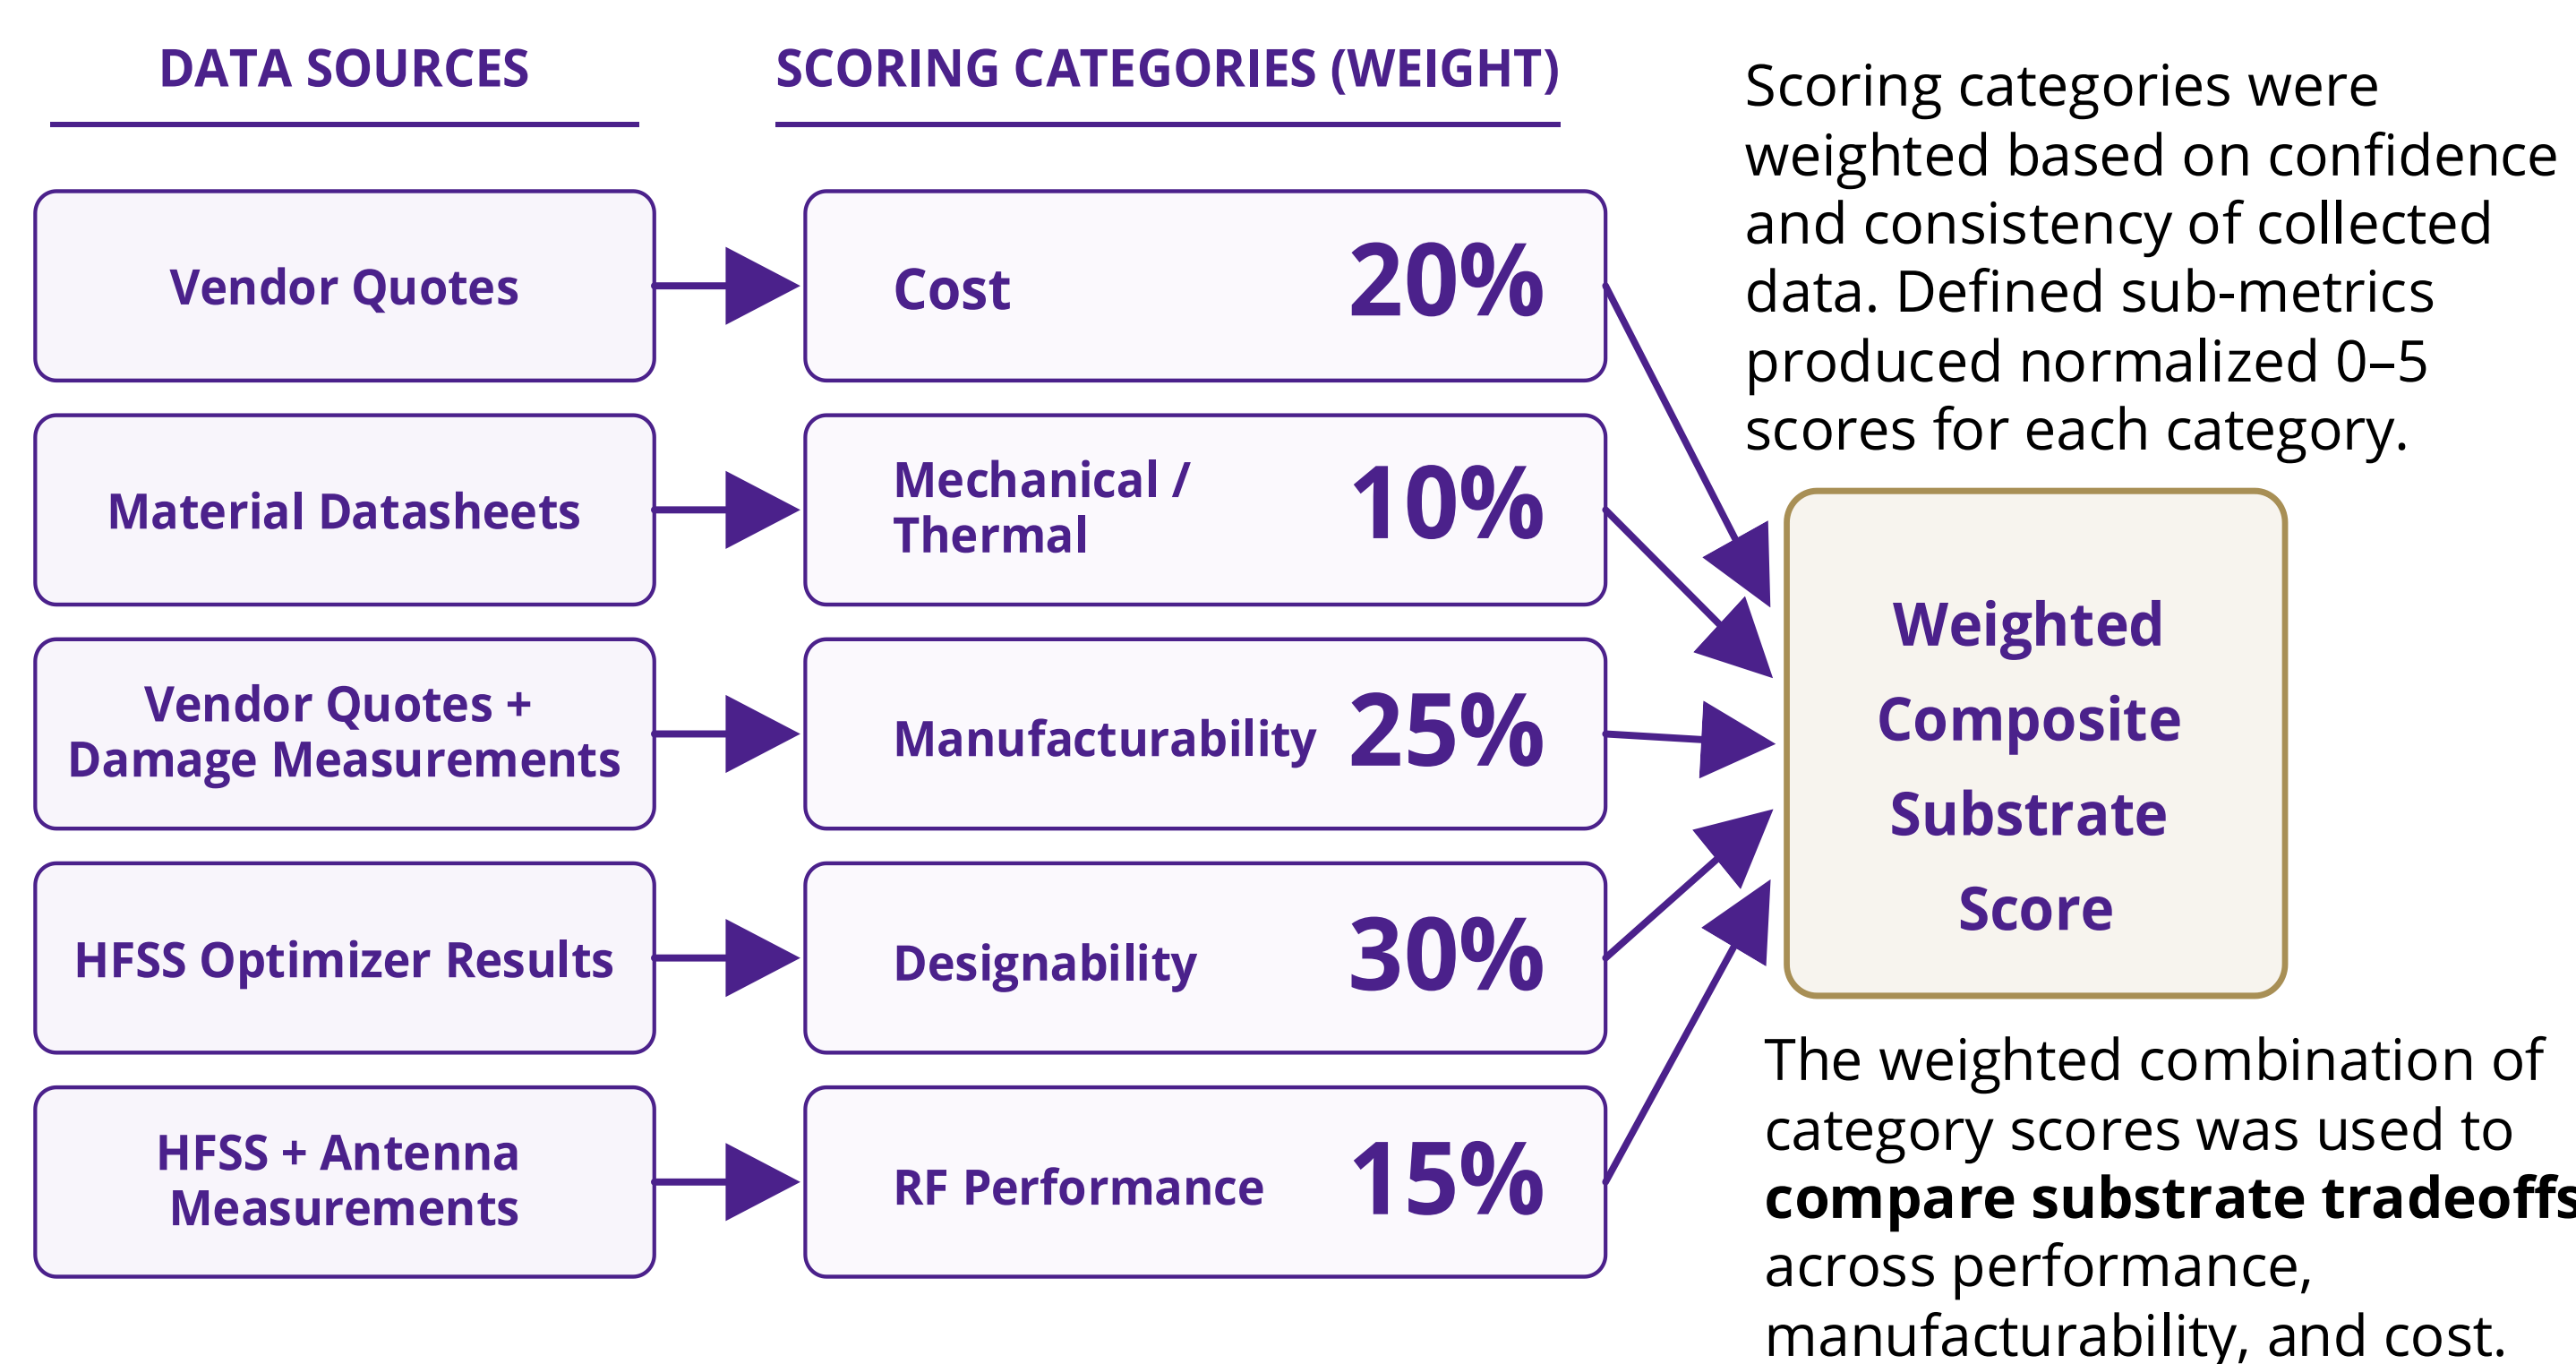 DATA SOURCES
SCORING CATEGORIES (WEIGHT)
Vendor Quotes
Cost 20%
Material Datasheets
Mechanical /
Thermal
10%
Vendor Quotes +
Damage Measurements
Manufacturability 25%
HFSS Optimizer Results
Designability 30%
HFSS + Antenna
Measurements
RF Performance 15%
Scoring categories were
weighted based on confidence
and consistency of collected
data. Defined sub-metrics
produced normalized 0–5
scores for each category.
Weighted
Composite
Substrate
Score
The weighted combination of
category scores was used to
compare substrate tradeoffs
across performance,
manufacturability, and cost.